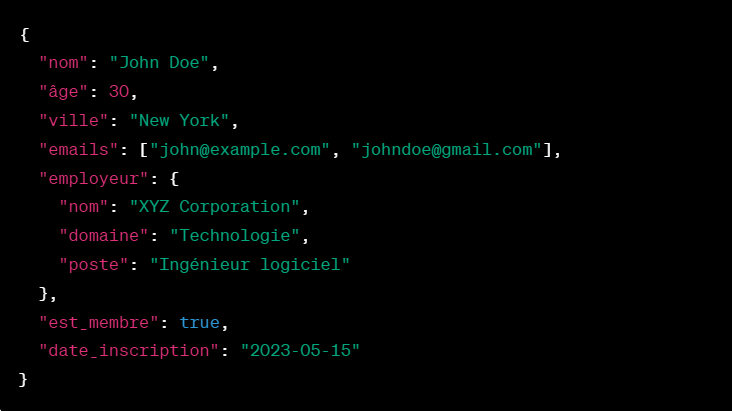 {
"nom": "John Doe",
"âge": 30,
"ville": "New York",
"emails": ["john@example.com", "johndoe@gmail.com"],
"employeur": {
"nom": "XYZ Corporation",
"domaine": "Technologie",
"poste": "Ingénieur logiciel"
},
"est_membre": true,
"date_inscription": "2023-05-15"
}